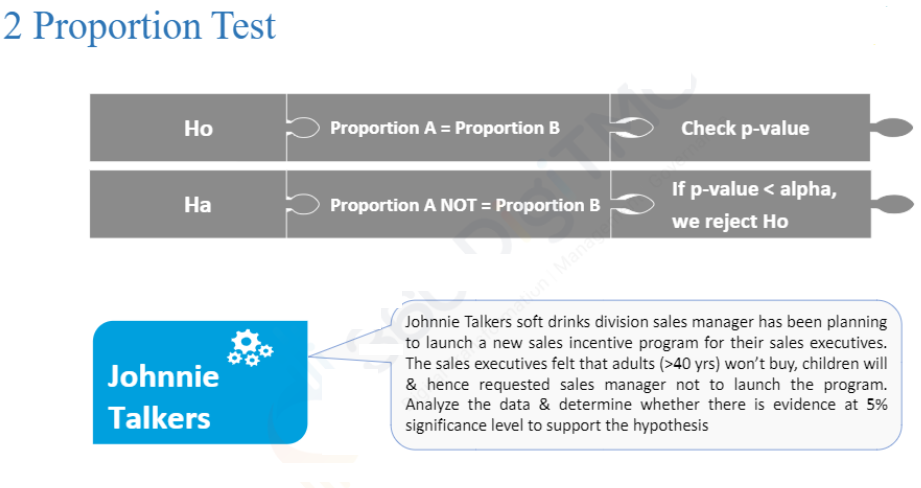 2 Proportion Test
Ho
Proportion A = Proportion B
Check p-value
Ha
Proportion A NOT = Proportion B
If p-value < alpha,
we reject Ho
Johnnie
Talkers
Johnnie Talkers soft drinks division sales manager has been planning
to launch a new sales incentive program for their sales executives.
The sales executives felt that adults (>40 yrs) won’t buy, children will
& hence requested sales manager not to launch the program.
Analyze the data & determine whether there is evidence at 5%
significance level to support the hypothesis